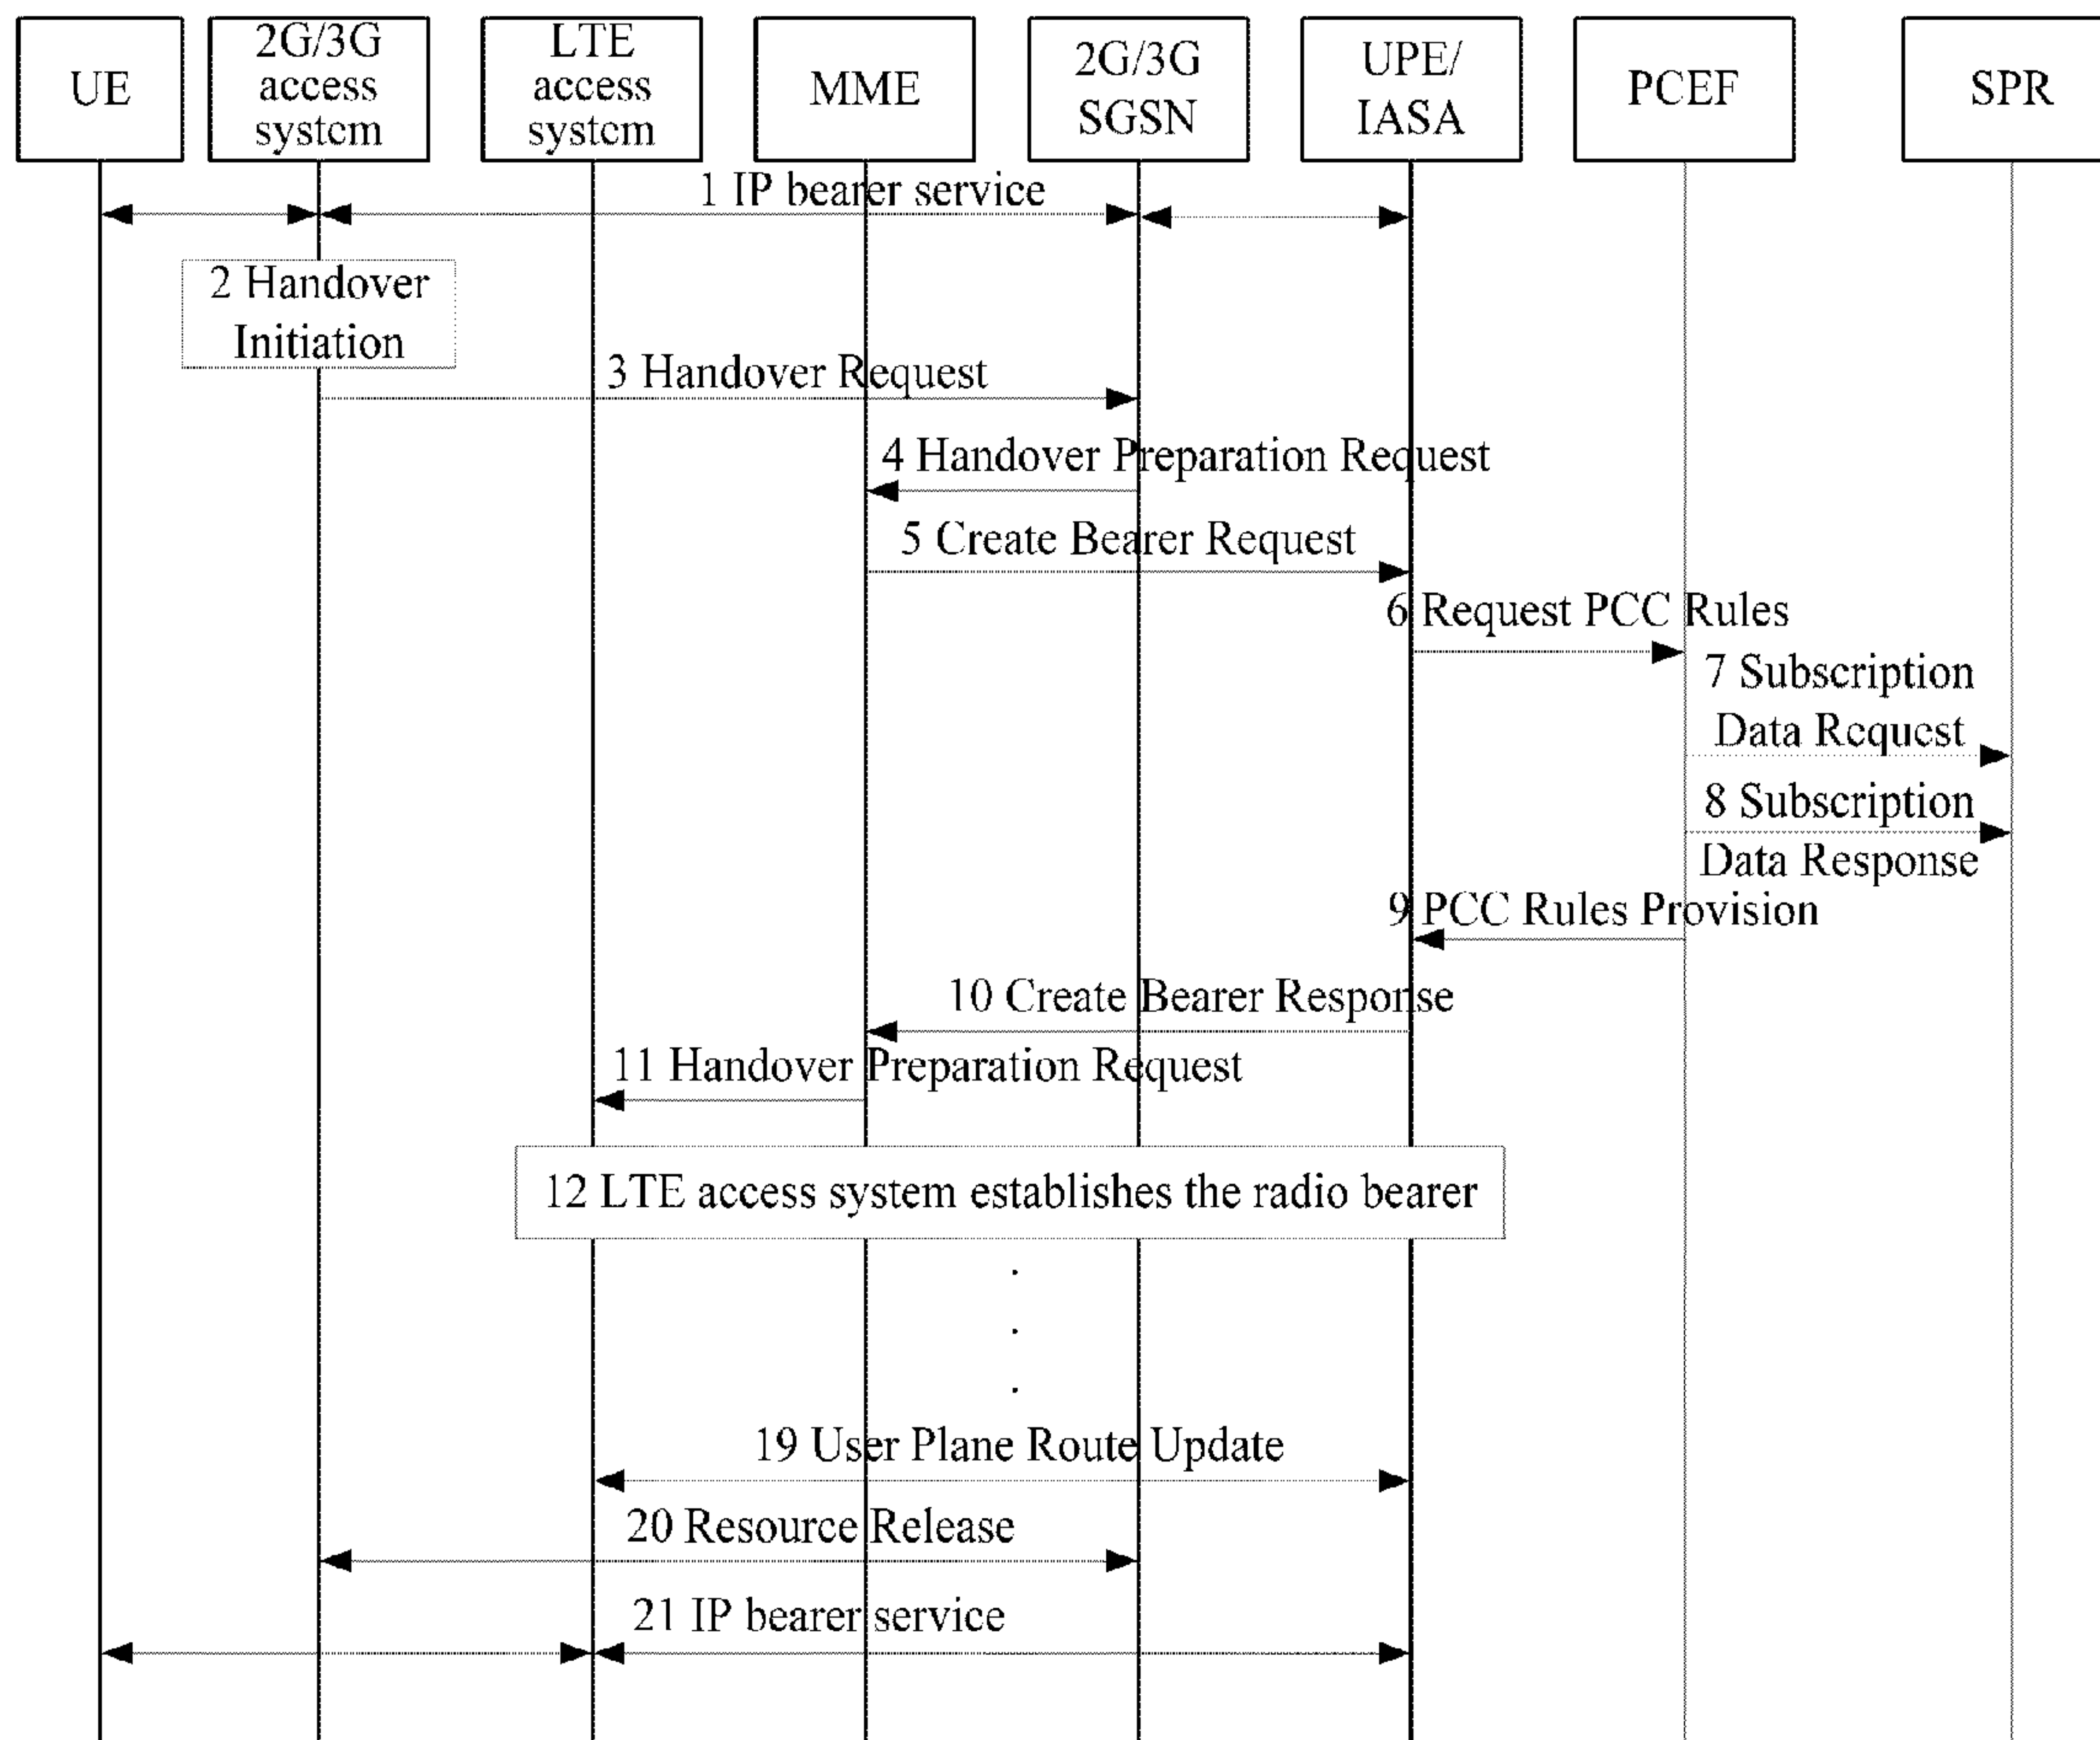 UE
2G/3G
access
system
LTE
access
system
MME
2G/3G
SGSN
UPE/
IASA
PCEF
SPR
1 IP bearer service
2 Handover
Initiation
3 Handover Request
4 Handover Preparation Request
5 Create Bearer Request
6 Request PCC Rules
7 Subscription
Data Request
8 Subscription
Data Response
9 PCC Rules Provision
10 Create Bearer Response
11 Handover Preparation Request
12 LTE access system establishes the radio bearer
19 User Plane Route Update
20 Resource Release
21 IP bearer service